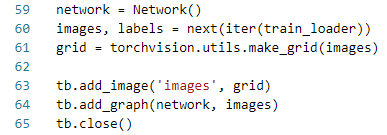 59 network = Network()
60 images, labels = next(iter(train_loader))
61 grid = torchvision.utils.make_grid(images)
62
63 tb.add_image('images', grid)
64 tb.add_graph(network, images)
65 tb.close()